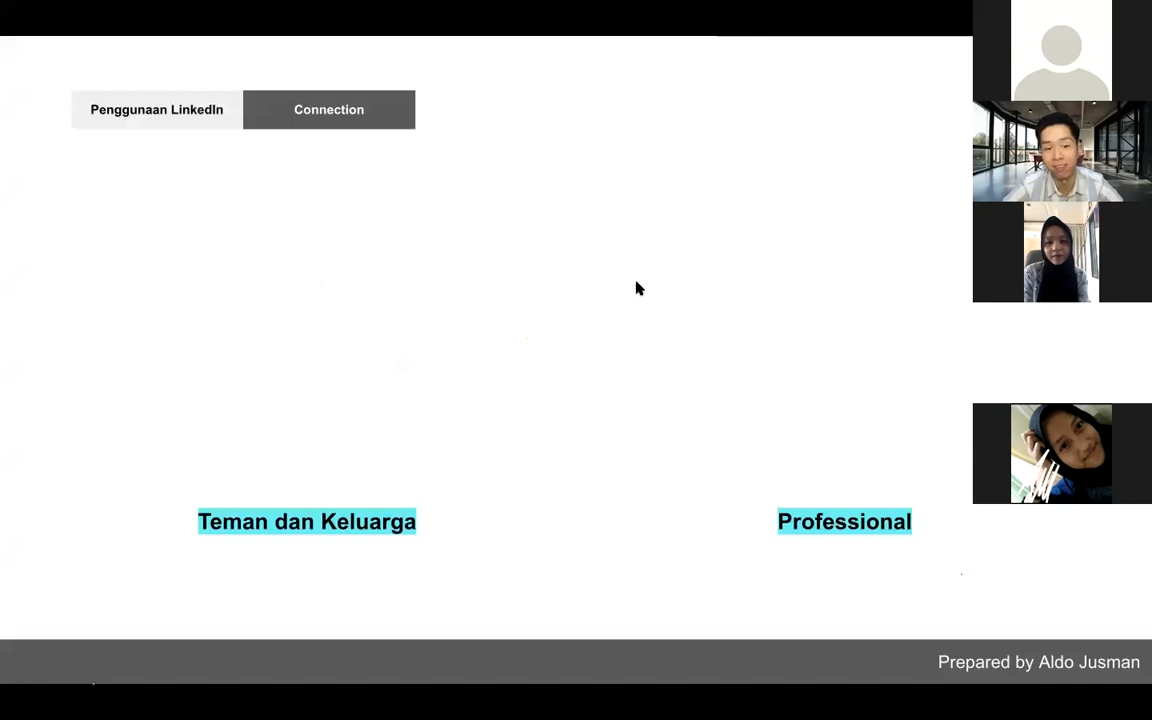 Penggunaan LinkedIn
Connection
Teman dan Keluarga
Professional
Prepared by Aldo Jusman